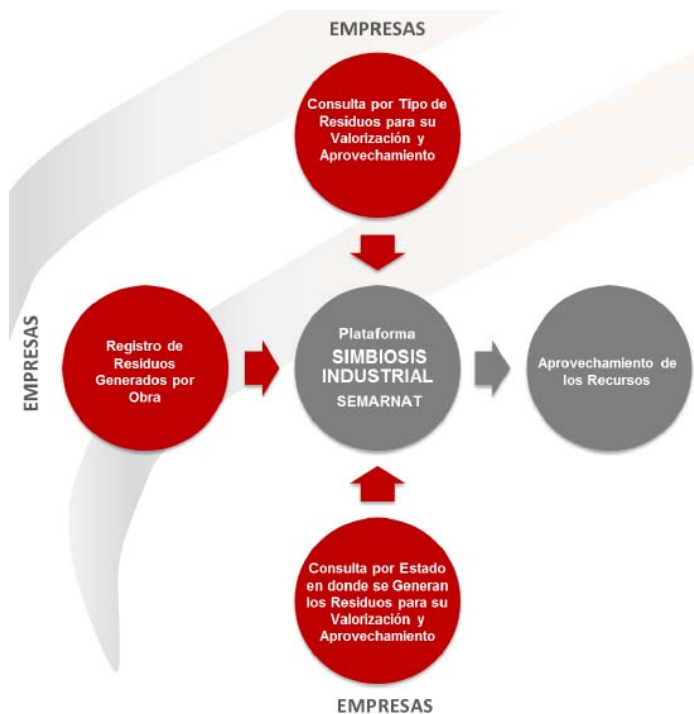 EMPRESAS
Consulta por Tipo de
Residuos para su
Valorización y
Aprovechamiento
EMPRESAS
Registro de
Residuos
Generados por
Obra
Plataforma
SIMBIOSIS
INDUSTRIAL
SEMARNAT
Aprovechamiento de
los Recursos
Consulta por Estado
en donde se Generan
los Residuos para su
Valorización y
Aprovechamiento
EMPRESAS